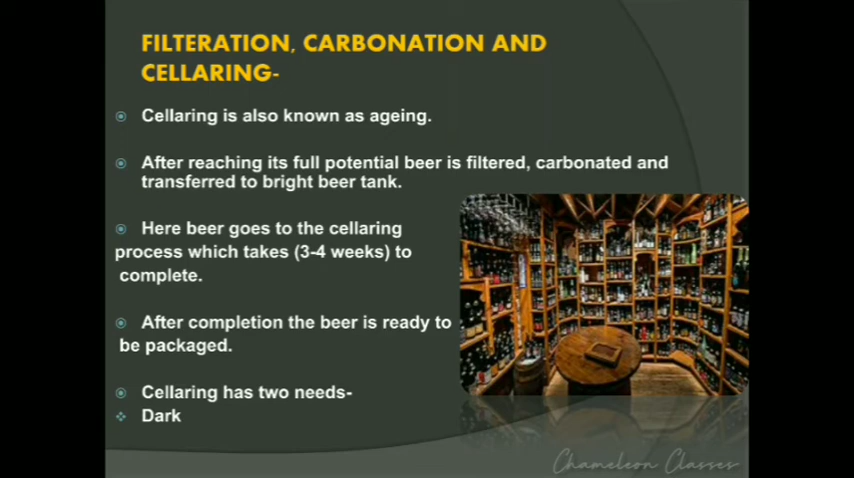 FILTERATION, CARBONATION AND
CELLARING-
Cellaring is also known as ageing.
After reaching its full potential beer is filtered, carbonated and
transferred to bright beer tank.
Here beer goes to the cellaring
process which takes (3-4 weeks) to
complete.
After completion the beer is ready to
be packaged.
Cellaring has two needs-
Dark
Chameleon Classes